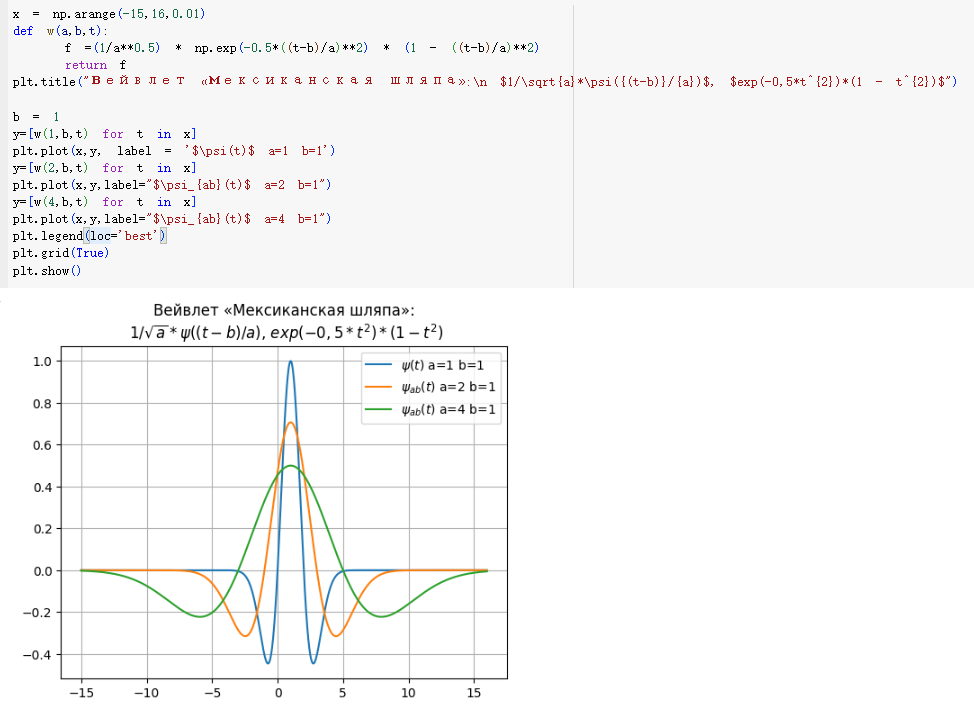 x = np.arange(-15,16,0.01)
def w(a,b,t):
f =(1/a**0.5) * np.exp(-0.5*((t-b)/a)**2) * (1 - ((t-b)/a)**2)
return f
plt.title("Вейвлет «Мексиканская шляпа»:\n $1/\sqrt{a}*\psi({(t-b)}/{a})$, $exp(-0,5*t^{2})*(1 - t^{2})$")
b = 1
y=[w(1,b,t) for t in x]
plt.plot(x,y, label = '$\psi(t)$ a=1 b=1')
y=[w(2,b,t) for t in x]
plt.plot(x,y,label="$\psi_{ab}(t)$ a=2 b=1")
y=[w(4,b,t) for t in x]
plt.plot(x,y,label="$\psi_{ab}(t)$ a=4 b=1")
plt.legend(loc='best')
plt.grid(True)
plt.show()
Вейвлет «Мексиканская шляпа»:
1/√a * ψ((t − b)/a), exp(−0, 5 * t²) * (1 − t²)
ψ(t) a=1 b=1
ψab(t) a=2 b=1
ψab(t) a=4 b=1
1.0
0.8
0.6
0.4
0.2
0.0
−0.2
−0.4
−15 −10 −5 0 5 10 15